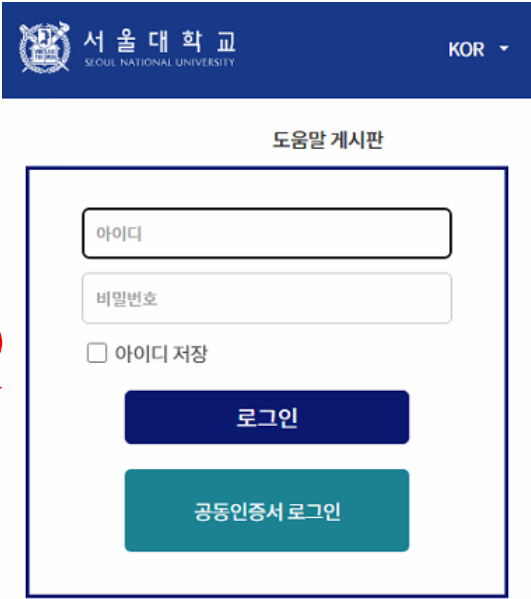 서울대학교
SEOUL NATIONAL UNIVERSITY
KOR
도움말 게시판
아이디
비밀번호
아이디 저장
로그인
공동인증서 로그인